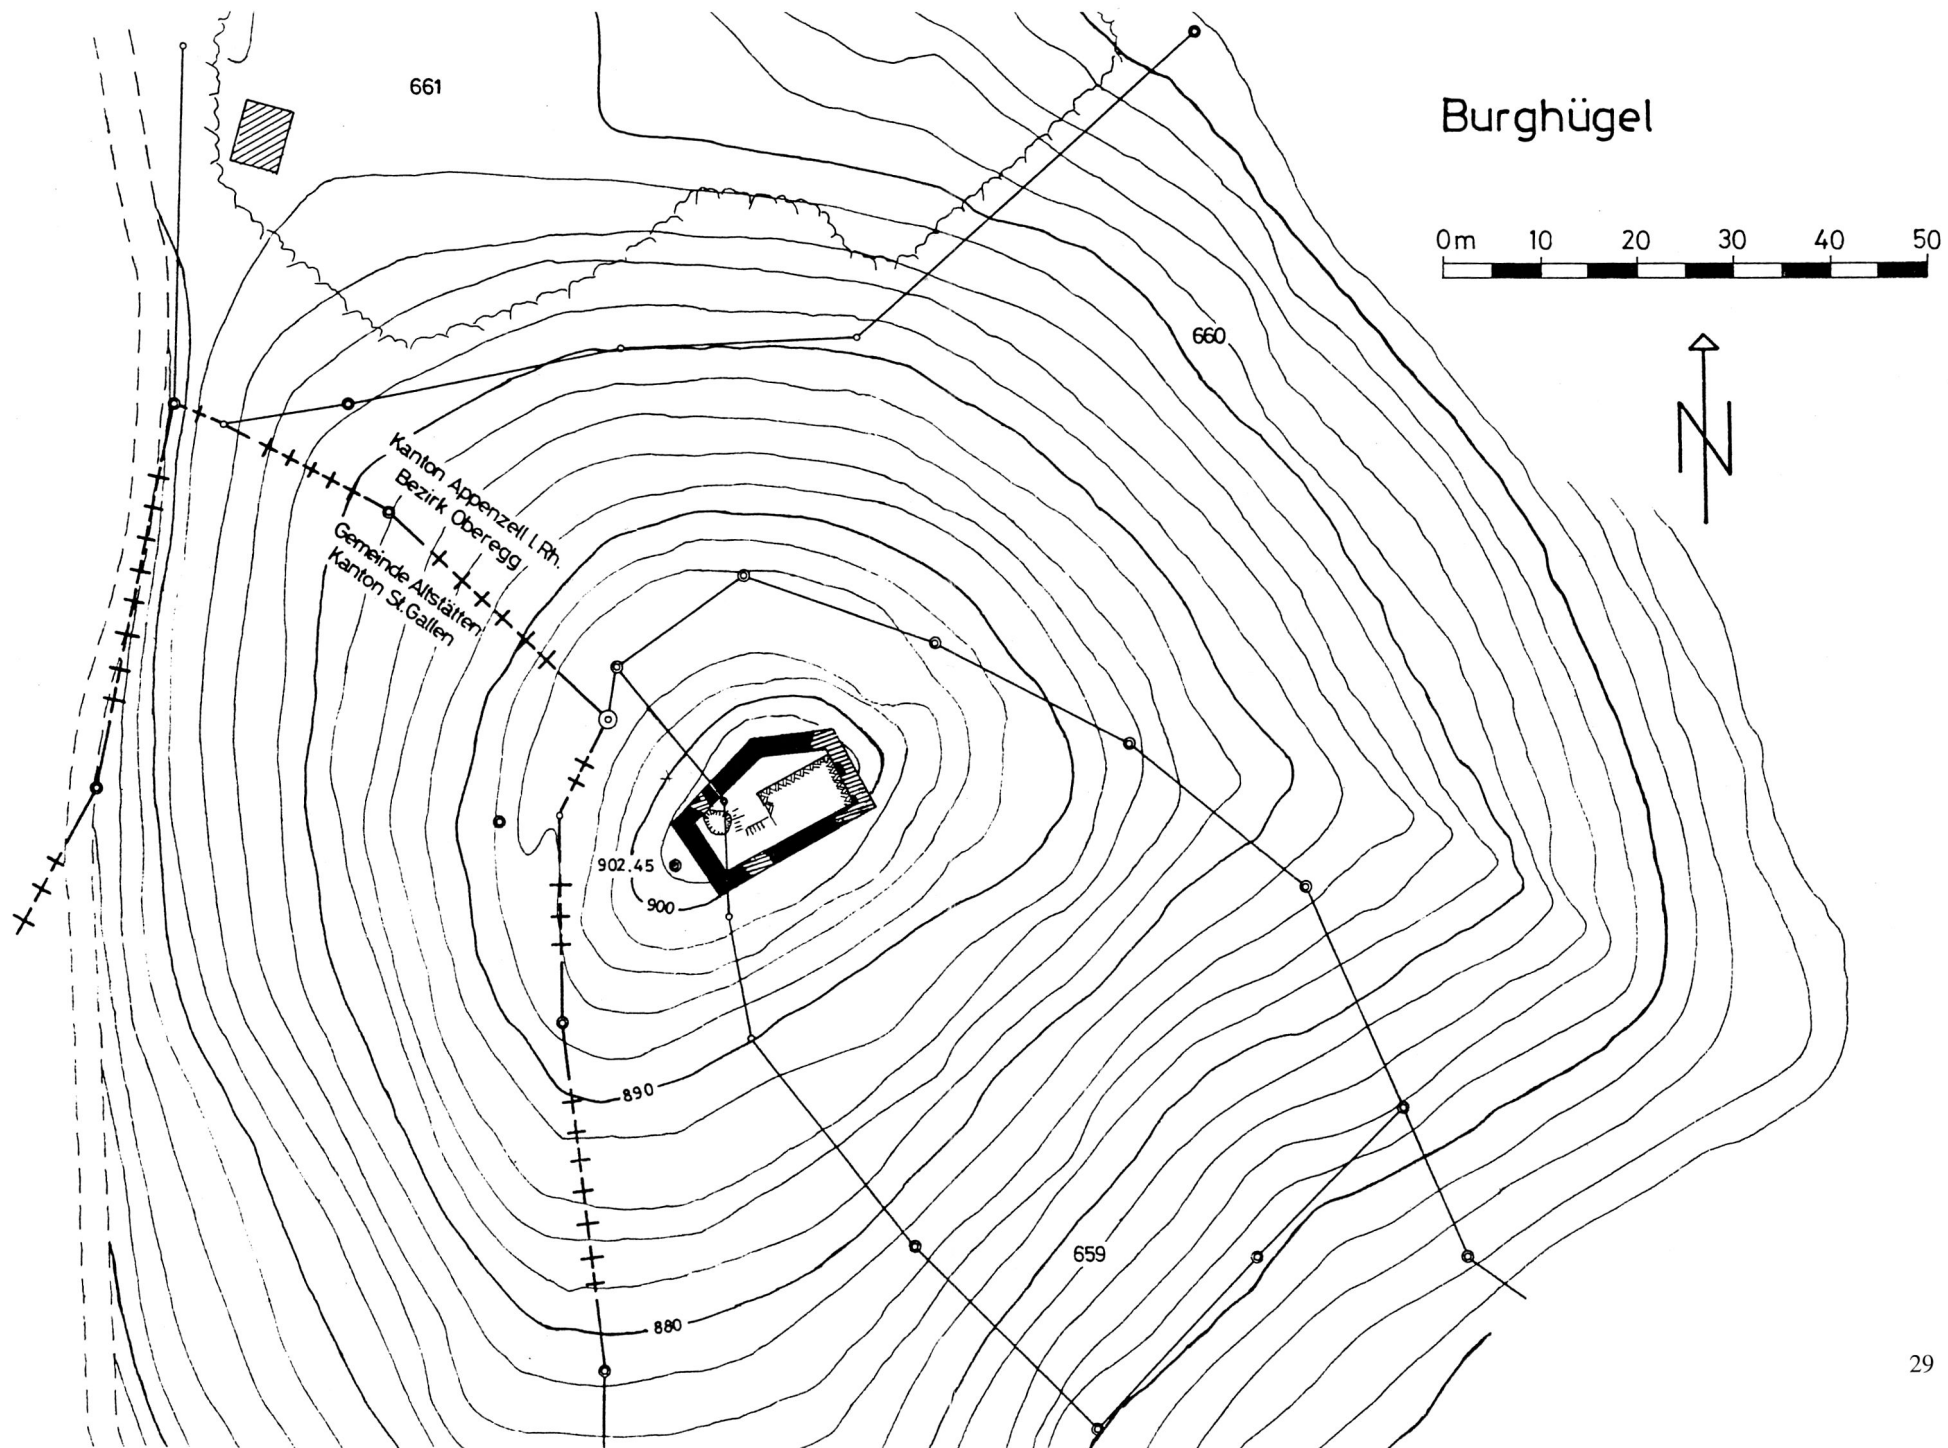 661
Burghügel
0m 10 20 30 40 50
660
N
Kanton Appenzell I. Rh.
Bezirk Oberegg
Gemeinde Altstätten
Kanton St. Gallen
902.45
900
890
659
880
29